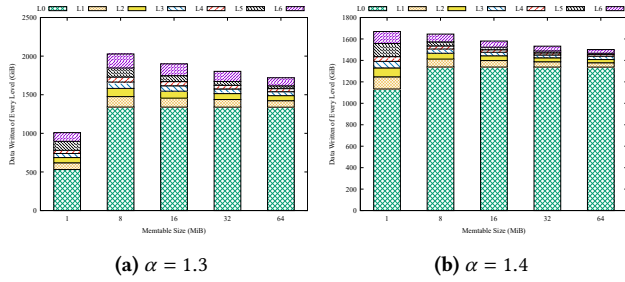 L0 L1 L2 L3 L4 L5 L6
2500
2000
1500
1000
500
0
Data Written of Every Level (GiB)
1 8 16 32 64
Memtable Size (MiB)
(a) α = 1.3
L0 L1 L2 L3 L4 L5 L6
1800
1600
1400
1200
1000
800
600
400
200
0
Data Written of Every Level (GiB)
1 8 16 32 64
Memtable Size (MiB)
(b) α = 1.4